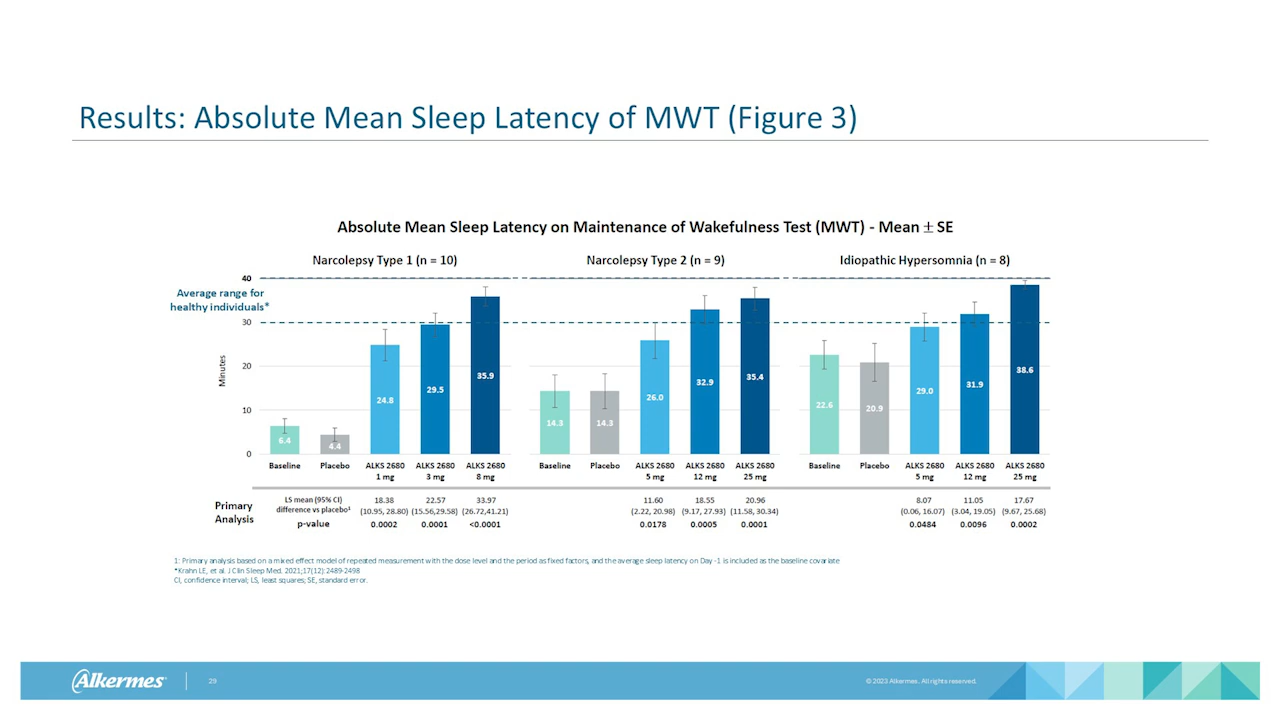 Results: Absolute Mean Sleep Latency of MWT (Figure 3)
Absolute Mean Sleep Latency on Maintenance of Wakefulness Test (MWT) - Mean ± SE
Narcolepsy Type 1 (n = 10)
Narcolepsy Type 2 (n = 9)
Idiopathic Hypersomnia (n = 8)
Average range for
healthy individuals*
Minutes
40
30
20
10
0
6.4
4.4
24.8
29.5
35.9
14.3
14.3
26.0
32.9
35.4
22.6
20.9
29.0
31.9
38.6
Baseline Placebo ALKS 2680 ALKS 2680 ALKS 2680 Baseline Placebo ALKS 2680 ALKS 2680 ALKS 2680 Baseline Placebo ALKS 2680 ALKS 2680 ALKS 2680
1 mg 3 mg 8 mg 5 mg 12 mg 25 mg 5 mg 12 mg 25 mg
Primary
Analysis
LS mean (95% CI) 18.38 22.57 33.97 11.60 18.55 20.96 8.07 11.05 17.67
difference vs placebo¹ (10.95, 28.80) (15.56,29.58) (26.72,41.21) (2.22, 20.98) (9.17, 27.93) (11.58, 30.34) (0.06, 16.07) (3.04, 19.05) (9.67, 25.68)
p-value 0.0002 0.0001 <0.0001 0.0178 0.0005 0.0001 0.0484 0.0096 0.0002
1: Primary analysis based on a mixed effect model of repeated measurement with the dose level and the period as fixed factors, and the average sleep latency on Day -1 is included as the baseline covariate
*Krahn LE, et al. J Clin Sleep Med. 2021;17(12):2489-2498
CI, confidence interval; LS, least squares; SE, standard error.
Alkermes
29
© 2023 Alkermes. All rights reserved.